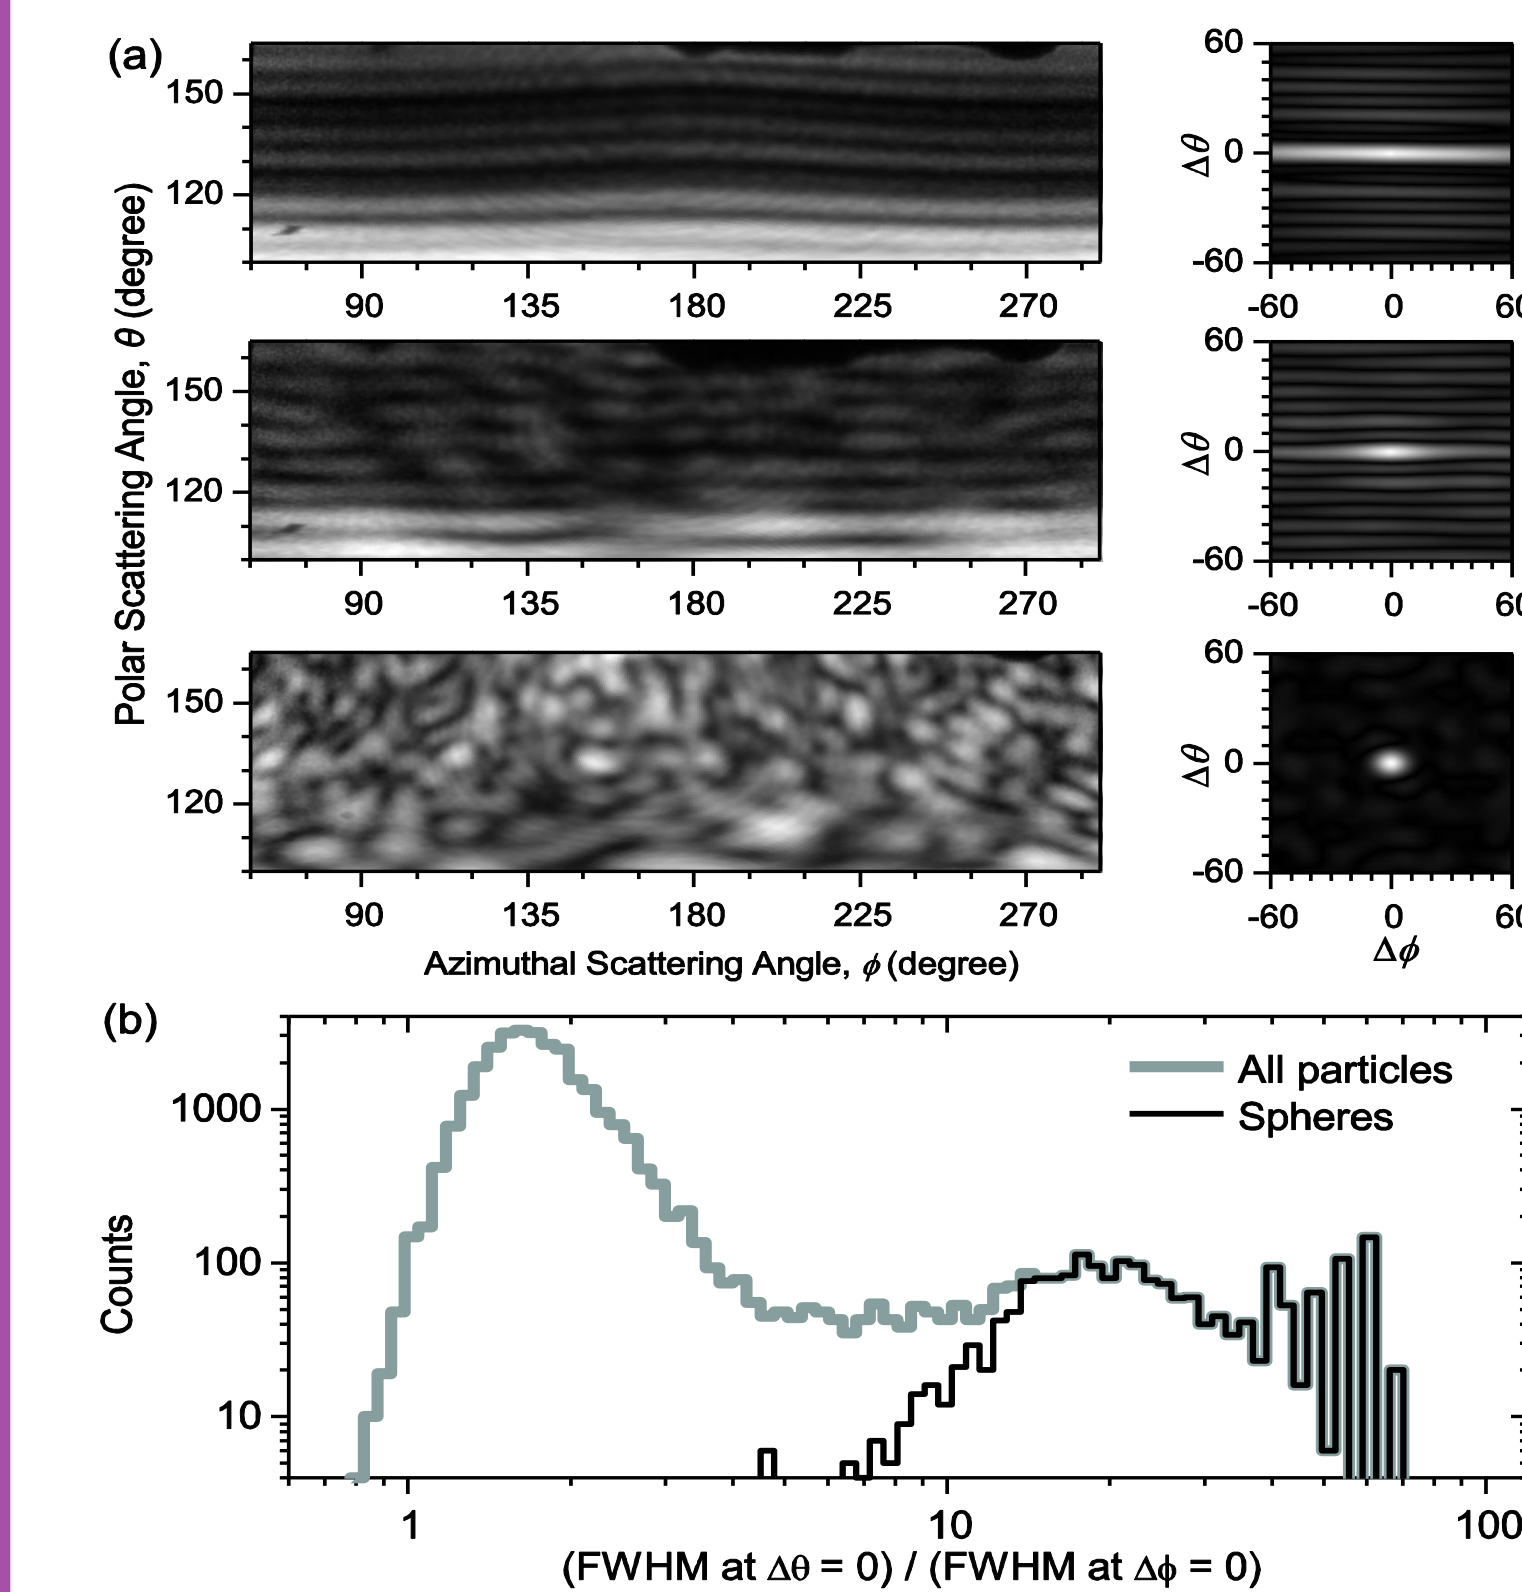 (a)
150
120
90 135 180 225 270
60
Δθ 0
-60
-60 0 60
150
120
90 135 180 225 270
60
Δθ 0
-60
-60 0 60
150
120
90 135 180 225 270
60
Δθ 0
-60
-60 0 60
Polar Scattering Angle, θ (degree)
Azimuthal Scattering Angle, ϕ (degree)
Δϕ
(b)
All particles
Spheres
1000
100
10
Counts
1 10 100
(FWHM at Δθ = 0) / (FWHM at Δϕ = 0)